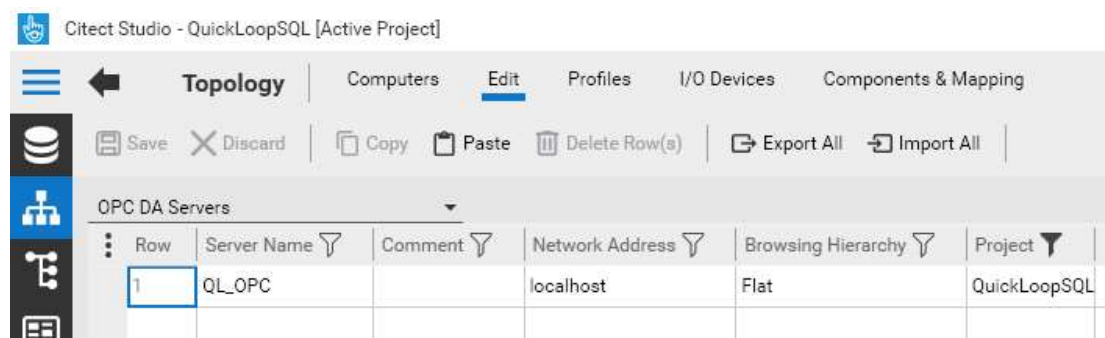 Citect Studio - QuickLoopSQL [Active Project]
Topology Computers Edit Profiles I/O Devices Components & Mapping
Save Discard Copy Paste Delete Row(s) Export All Import All
OPC DA Servers
Row Server Name Comment Network Address Browsing Hierarchy Project
1 QL_OPC localhost Flat QuickLoopSQL